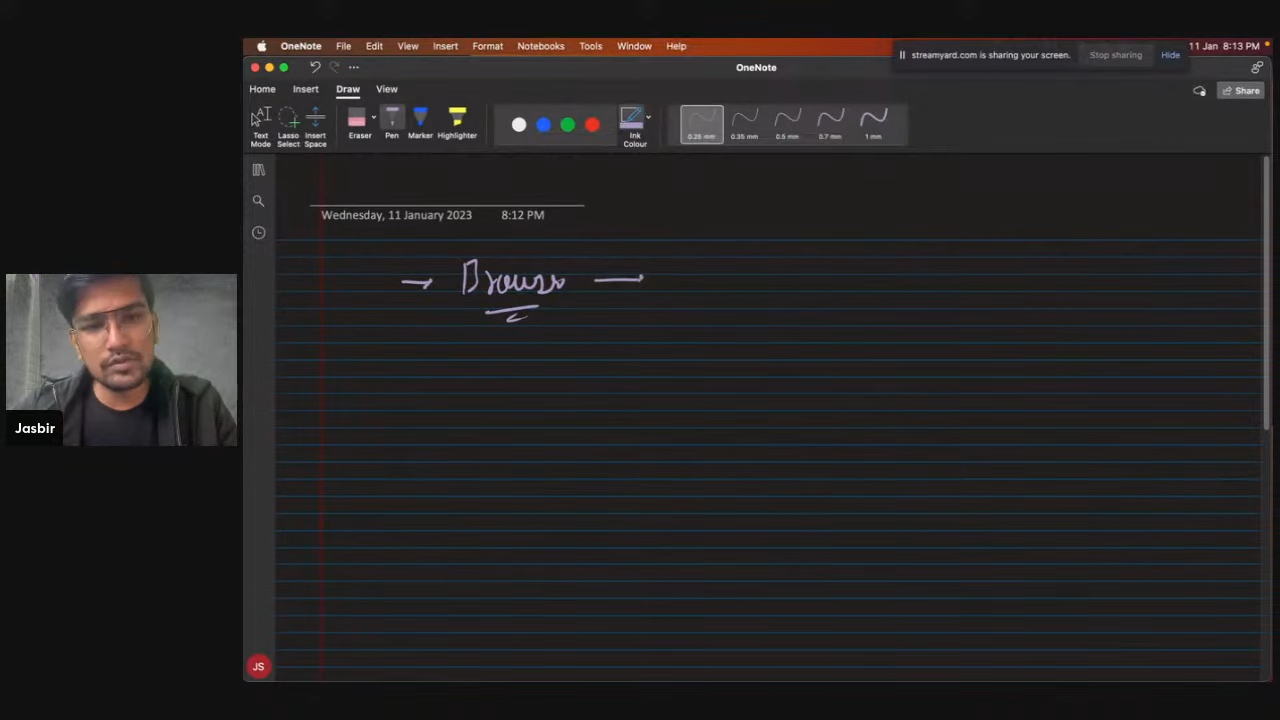 OneNote File Edit View Insert Format Notebooks Tools Window Help
streamyard.com is sharing your screen. Stop sharing Hide
11 Jan 8:13 PM
OneNote
Home Insert Draw View
Share
Text Mode
Lasso Select
Insert Space
Eraser
Pen
Marker
Highlighter
Ink Colour
0.25 mm 0.35 mm 0.5 mm 0.7 mm 1 mm
Wednesday, 11 January 2023 8:12 PM
→ Browser —
Jasbir
JS